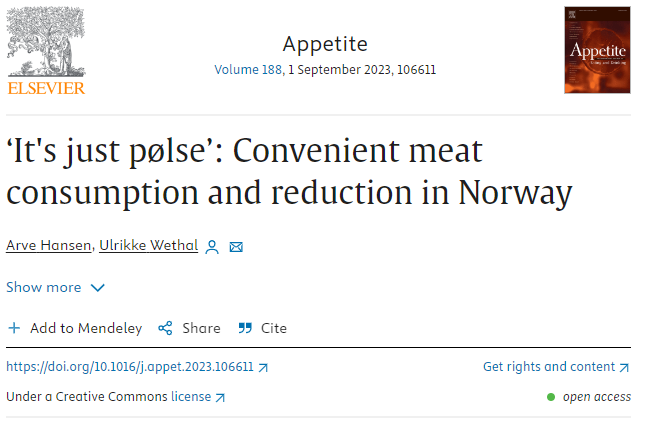 ELSEVIER
Appetite
Volume 188, 1 September 2023, 106611
Appetite
‘It's just pølse’: Convenient meat
consumption and reduction in Norway
Arve Hansen, Ulrikke Wethal
Show more
Add to Mendeley Share Cite
https://doi.org/10.1016/j.appet.2023.106611 Get rights and content
Under a Creative Commons license open access